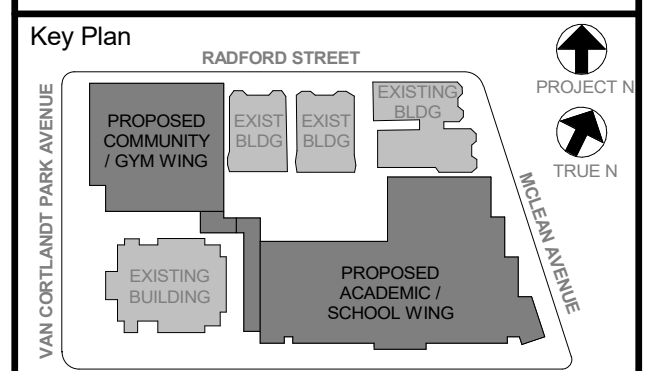 Key Plan
RADFORD STREET
PROJECT N
TRUE N
VAN CORTLANDT PARK AVENUE
MCLEAN AVENUE
PROPOSED
COMMUNITY
/ GYM WING
EXIST
BLDG
EXIST
BLDG
EXISTING
BLDG
EXISTING
BUILDING
PROPOSED
ACADEMIC /
SCHOOL WING